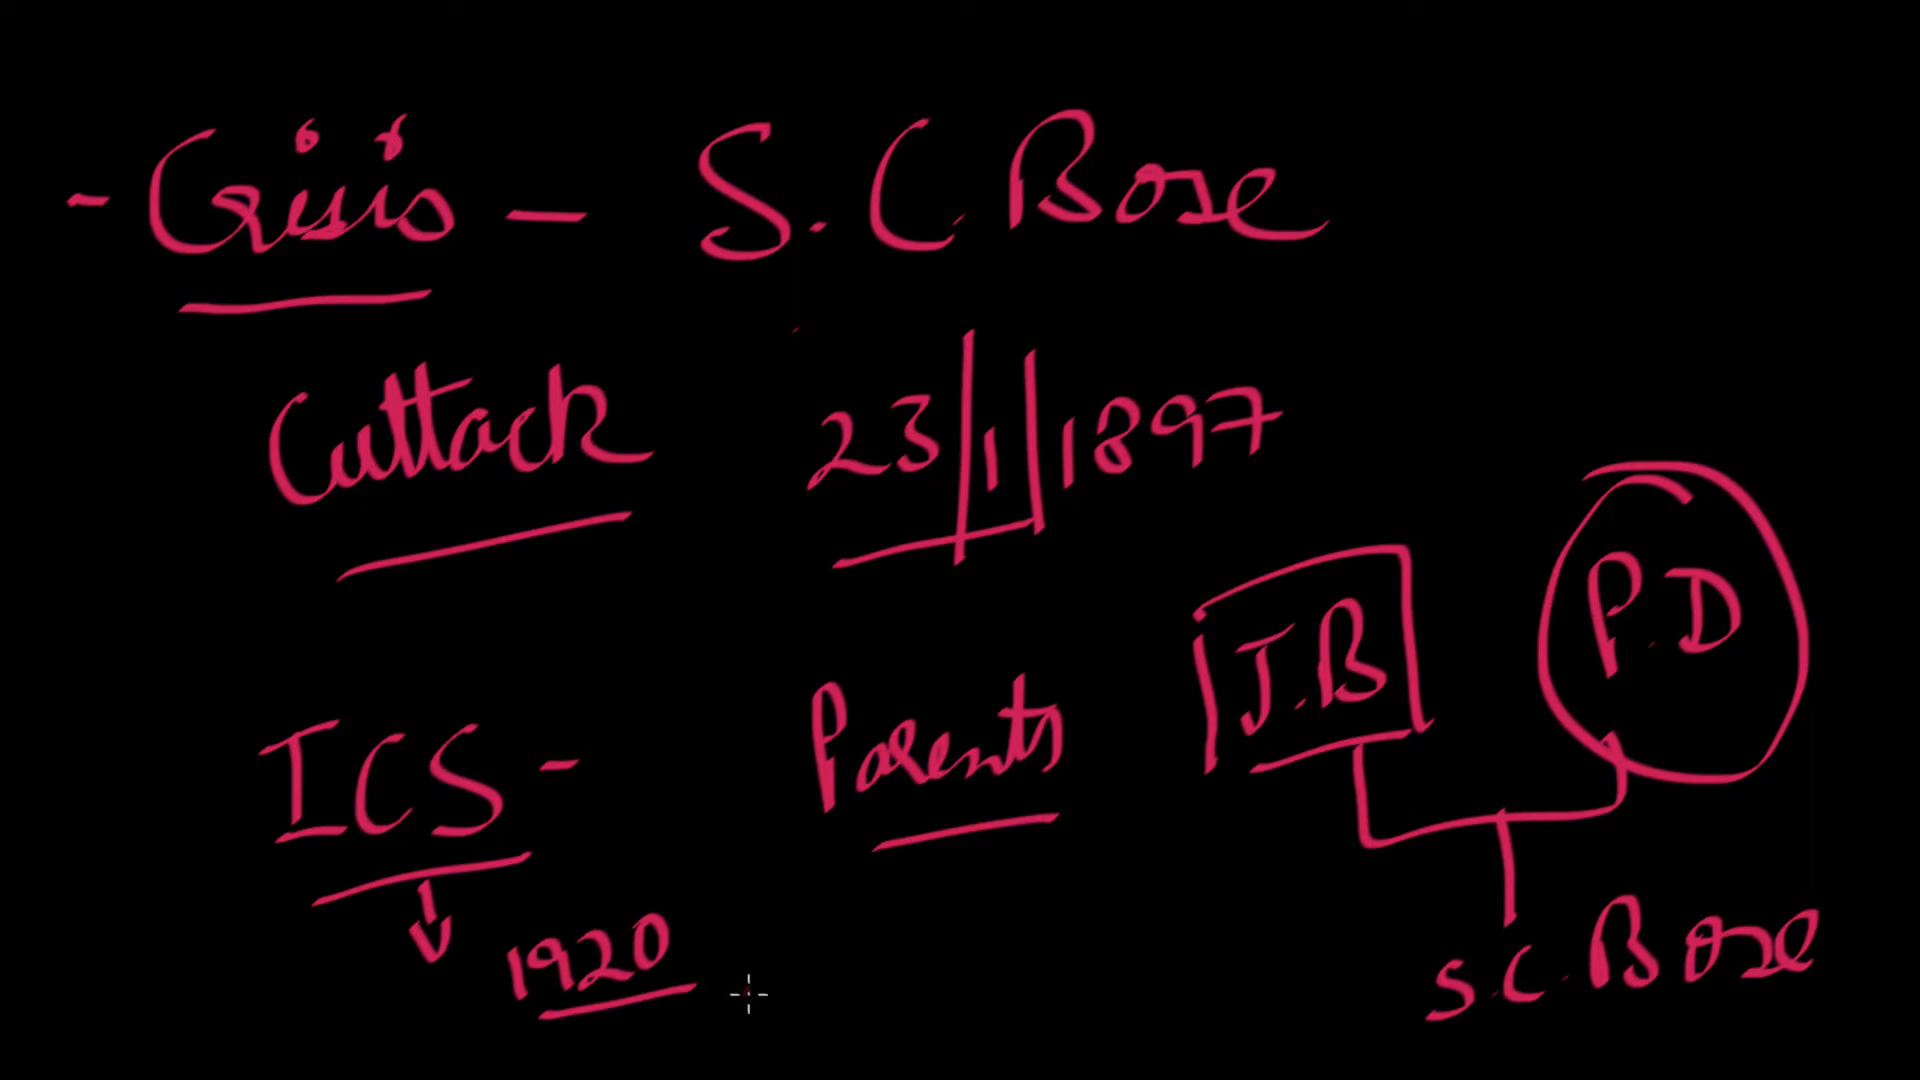 - Crisis - S. C. Bose
Cuttack 23/1/1897
J.B P.D
ICS - Parents
1920
S.C. Bose